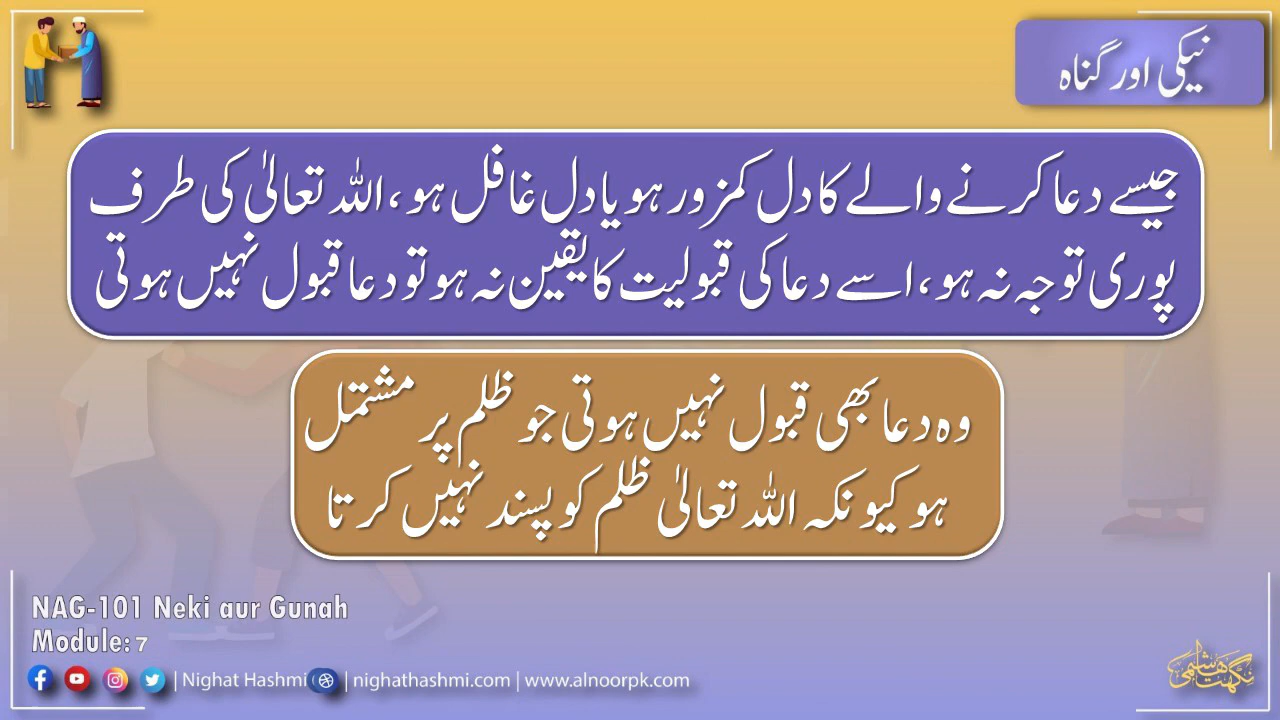 نیکی اور گناہ
جیسے دعا کرنے والے کا دل کمزور ہو یا دل غافل ہو، اللہ تعالیٰ کی طرف
پوری توجہ نہ ہو، اسے دعا کی قبولیت کا یقین نہ ہو تو دعا قبول نہیں ہوتی
وہ دعا بھی قبول نہیں ہوتی جو ظلم پر مشتمل
ہو کیونکہ اللہ تعالیٰ ظلم کو پسند نہیں کرتا
NAG-101 Neki aur Gunah
Module: 7
| Nighat Hashmi | nighathashmi.com | www.alnoorpk.com
نگہت ہاشمی